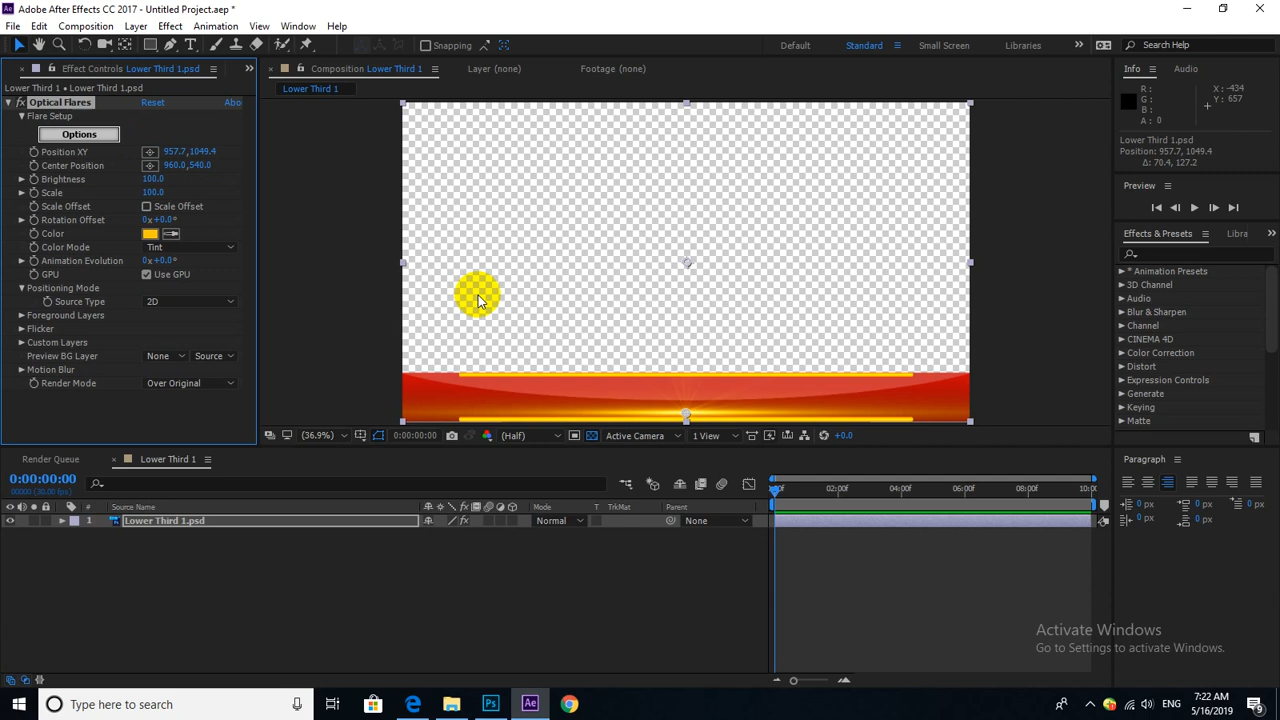 Adobe After Effects CC 2017 - Untitled Project.aep *
File Edit Composition Layer Effect Animation View Window Help
Snapping Default Standard Small Screen Libraries Search Help
Effect Controls Lower Third 1.psd
Composition Lower Third 1
Layer (none)
Footage (none)
Info Audio
Lower Third 1 • Lower Third 1.psd
Lower Third 1
fx Optical Flares Reset Abo
Flare Setup
Options
Position XY 957.7,1049.4
Center Position 960.0,540.0
Brightness 100.0
Scale 100.0
Scale Offset Scale Offset
Rotation Offset 0x+0.0°
Color
Color Mode Tint
Animation Evolution 0x+0.0°
GPU Use GPU
Positioning Mode
Source Type 2D
Foreground Layers
Flicker
Custom Layers
Preview BG Layer None Source
Motion Blur
Render Mode Over Original
R :
G :
B :
A : 0
X : -434
Y : 657
Lower Third 1.psd
Position: 957.7, 1049.4
Δ: 70.4, 127.2
Preview
Effects & Presets Libra
* Animation Presets
3D Channel
Audio
Blur & Sharpen
Channel
CINEMA 4D
Color Correction
Distort
Expression Controls
Generate
Keying
Matte
(36.9%) 0:00:00:00 (Half) Active Camera 1 View +0.0
Render Queue Lower Third 1
Paragraph
0:00:00:00
00000 (30.00 fps)
02:00f 04:00f 06:00f 08:00f 10:00
# Source Name Mode T TrkMat Parent
1 Lower Third 1.psd Normal None
0 px 0 px 0 px
0 px 0 px
Activate Windows
Go to Settings to activate Windows.
Type here to search
Ps Ae
ENG
7:22 AM
5/16/2019
9